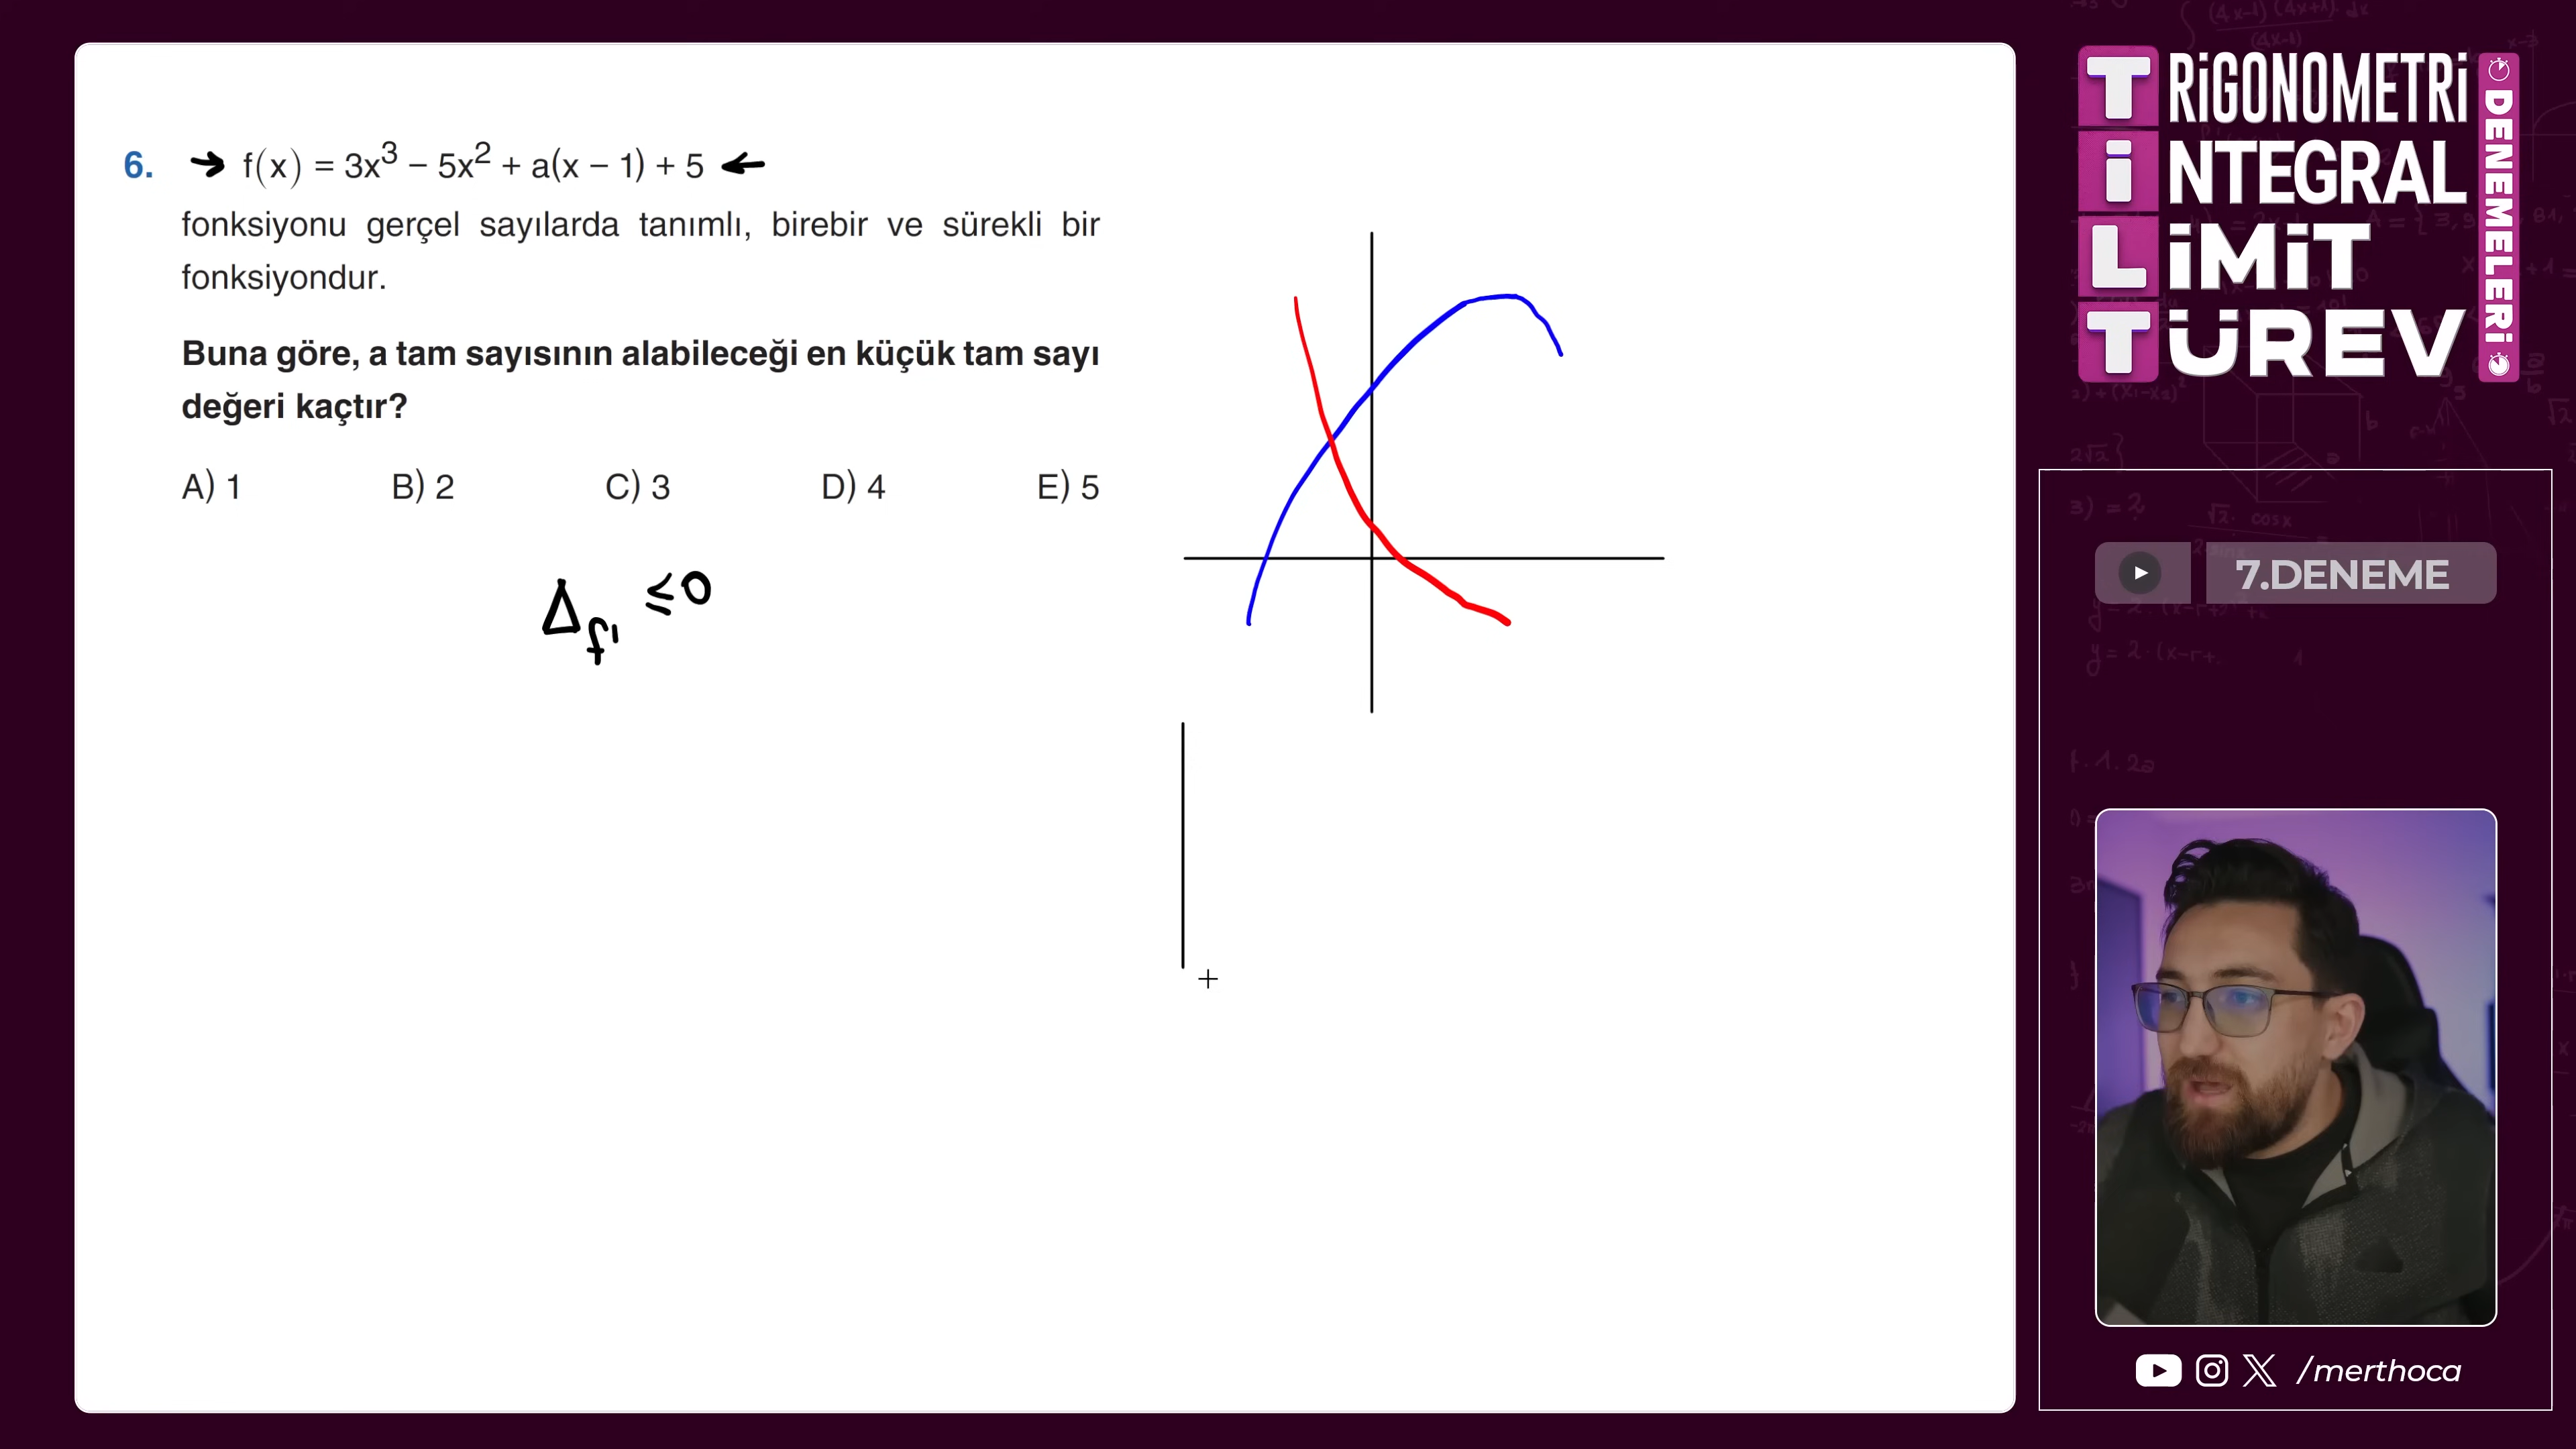 6. → f(x) = 3x³ – 5x² + a(x – 1) + 5 ←
fonksiyonu gerçel sayılarda tanımlı, birebir ve sürekli bir
fonksiyondur.
Buna göre, a tam sayısının alabileceği en küçük tam sayı
değeri kaçtır?
A) 1 B) 2 C) 3 D) 4 E) 5
Δf' ≤0
TRiGONOMETRi
iNTEGRAL
LiMiT
TÜREV
DENEMELERi
7.DENEME
/merthoca